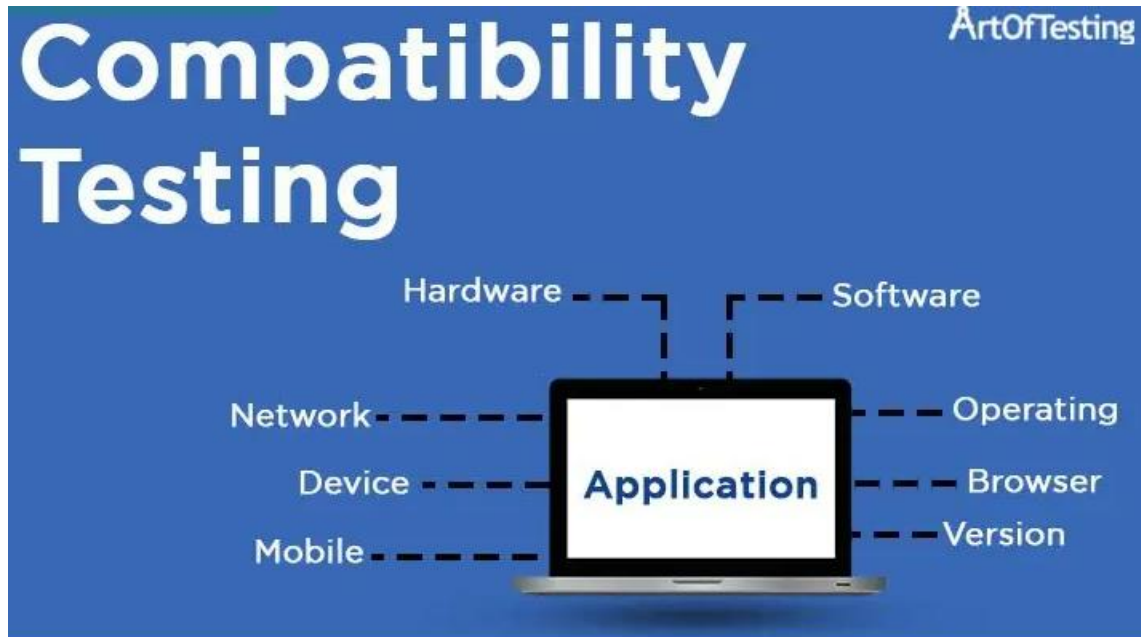 ArtOfTesting
Compatibility
Testing
Hardware
Software
Network
Operating
Device
Application
Browser
Mobile
Version